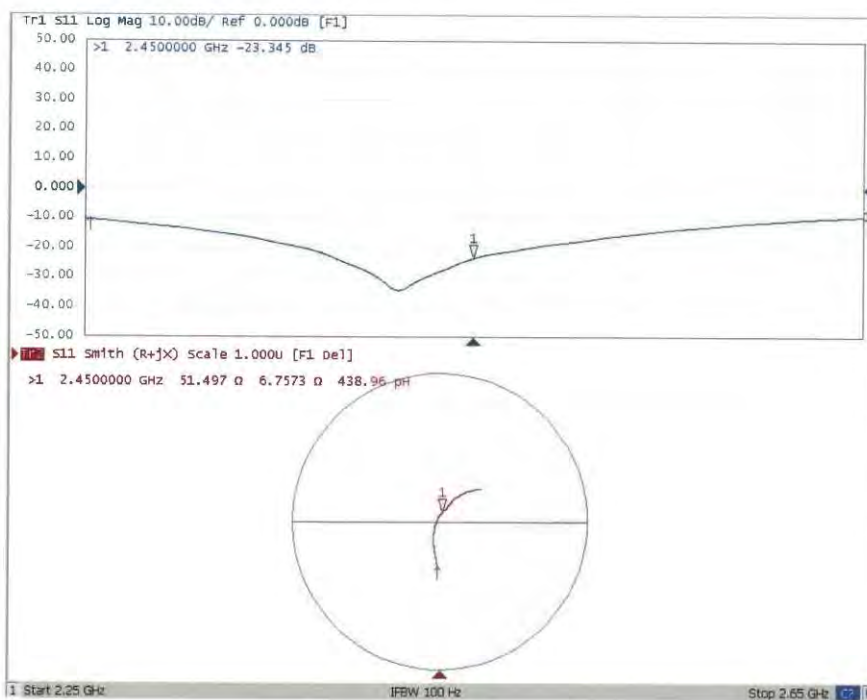 Tr1 S11 Log Mag 10.00dB/ Ref 0.000dB [F1]
50.00
>1 2.4500000 GHz -23.345 dB
40.00
30.00
20.00
10.00
0.000
-10.00
-20.00
1
-30.00
-40.00
-50.00
Tr2 S11 Smith (R+jX) Scale 1.000U [F1 Del]
>1 2.4500000 GHz 51.497 Ω 6.7573 Ω 438.96 pH
1
1 Start 2.25 GHz IFBW 100 Hz Stop 2.65 GHz